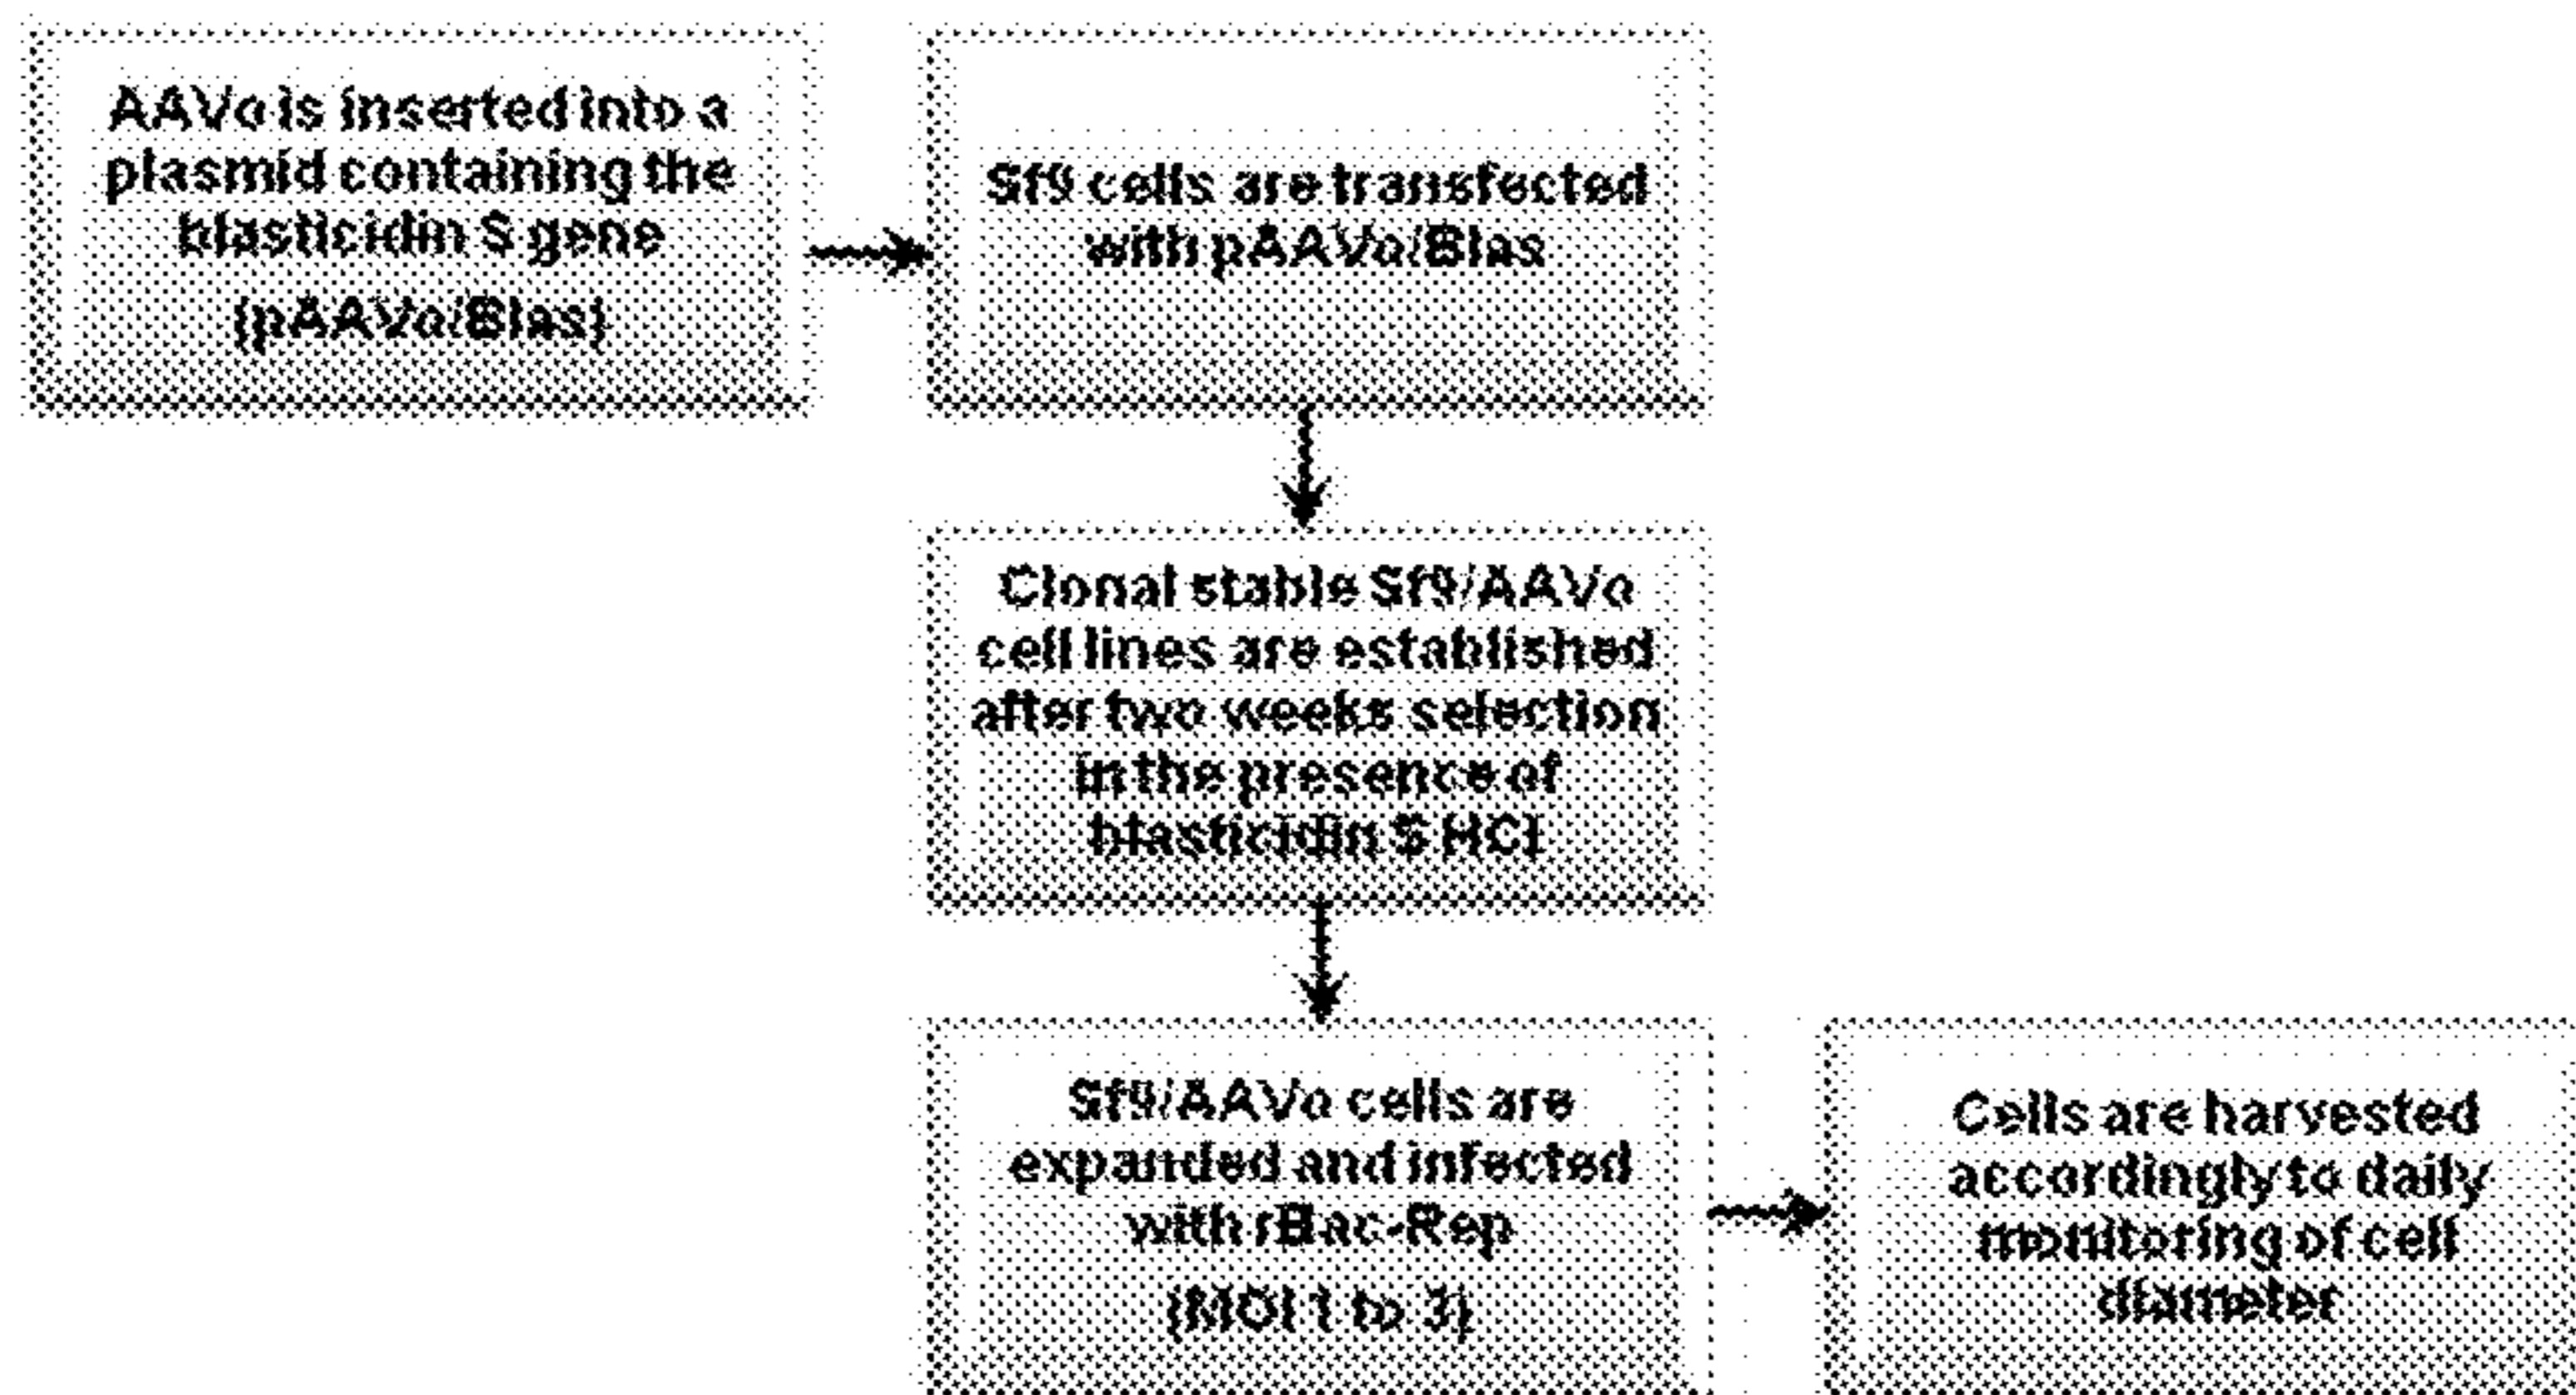 AAVo is inserted into a
plasmid containing the
blasticidin S gene
(pAAVo/Blas)
Sf9 cells are transfected
with pAAVo/Blas
Clonal stable Sf9/AAVo
cell lines are established
after two weeks selection
in the presence of
blasticidin S HCl
Sf9/AAVo cells are
expanded and infected
with rBac-Rep
(MOI 1 to 3)
Cells are harvested
accordingly to daily
monitoring of cell
diameter